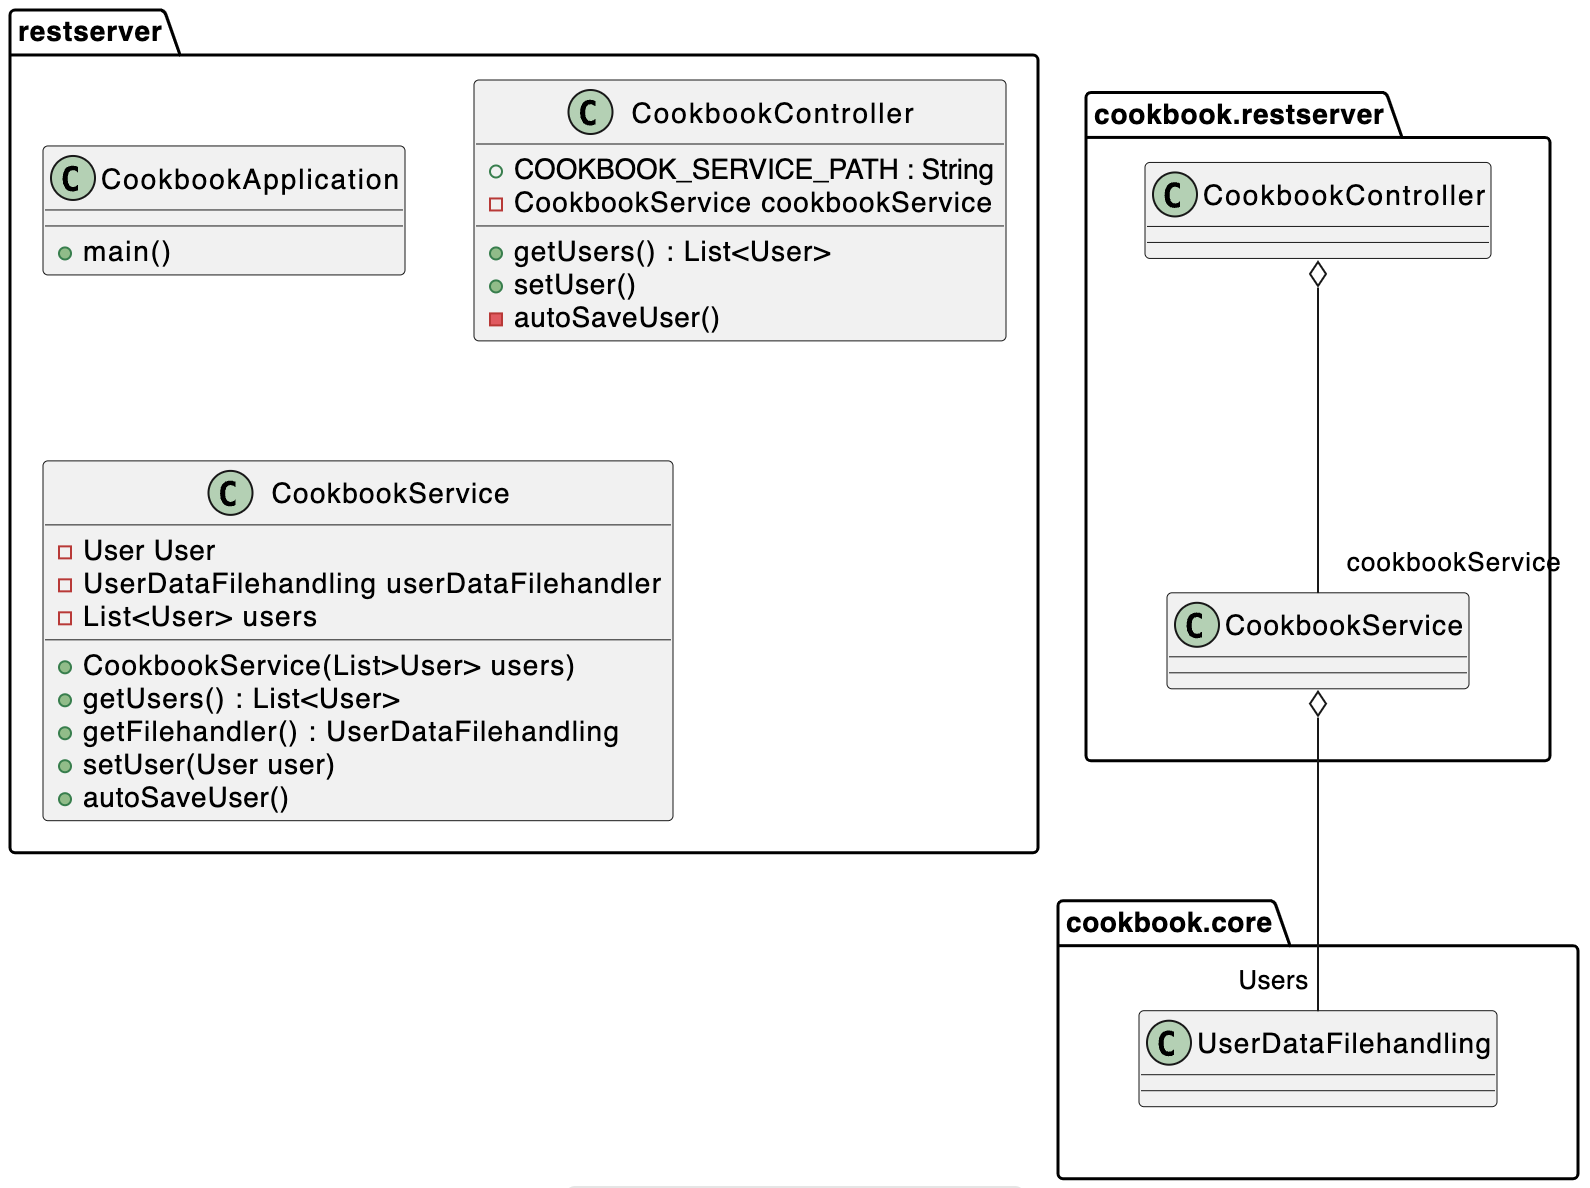 restserver
C CookbookApplication
main()
C CookbookController
COOKBOOK_SERVICE_PATH : String
CookbookService cookbookService
getUsers() : List<User>
setUser()
autoSaveUser()
C CookbookService
User User
UserDataFilehandling userDataFilehandler
List<User> users
CookbookService(List>User> users)
getUsers() : List<User>
getFilehandler() : UserDataFilehandling
setUser(User user)
autoSaveUser()
cookbook.restserver
C CookbookController
cookbookService
C CookbookService
cookbook.core
Users
C UserDataFilehandling